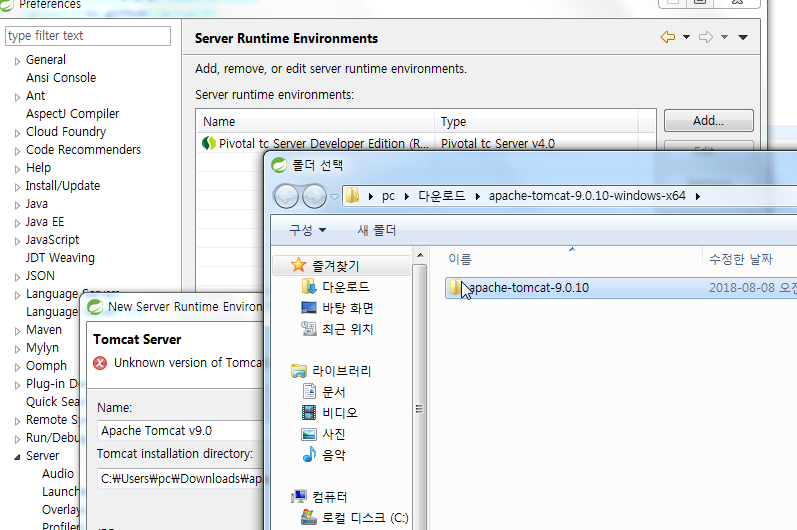 Preferences
type filter text
General
Ansi Console
Ant
AspectJ Compiler
Cloud Foundry
Code Recommenders
Help
Install/Update
Java
Java EE
JavaScript
JDT Weaving
JSON
Language Servers
Language
Maven
Mylyn
Oomph
Plug-in De
Quick Sea
Remote Sy
Run/Debu
Server
Audio
Launch
Overlay
Profiler
Server Runtime Environments
Add, remove, or edit server runtime environments.
Server runtime environments:
Name Type
Pivotal tc Server Developer Edition (R... Pivotal tc Server v4.0
Add...
New Server Runtime Environ
Tomcat Server
Unknown version of Tomcat
Name:
Apache Tomcat v9.0
Tomcat installation directory:
C:₩Users₩pc₩Downloads₩apa
폴더 선택
pc 다운로드 apache-tomcat-9.0.10-windows-x64
구성 새 폴더
즐겨찾기
다운로드
바탕 화면
최근 위치
라이브러리
문서
비디오
사진
음악
컴퓨터
로컬 디스크 (C:)
이름 수정한 날짜
apache-tomcat-9.0.10 2018-08-08 오전